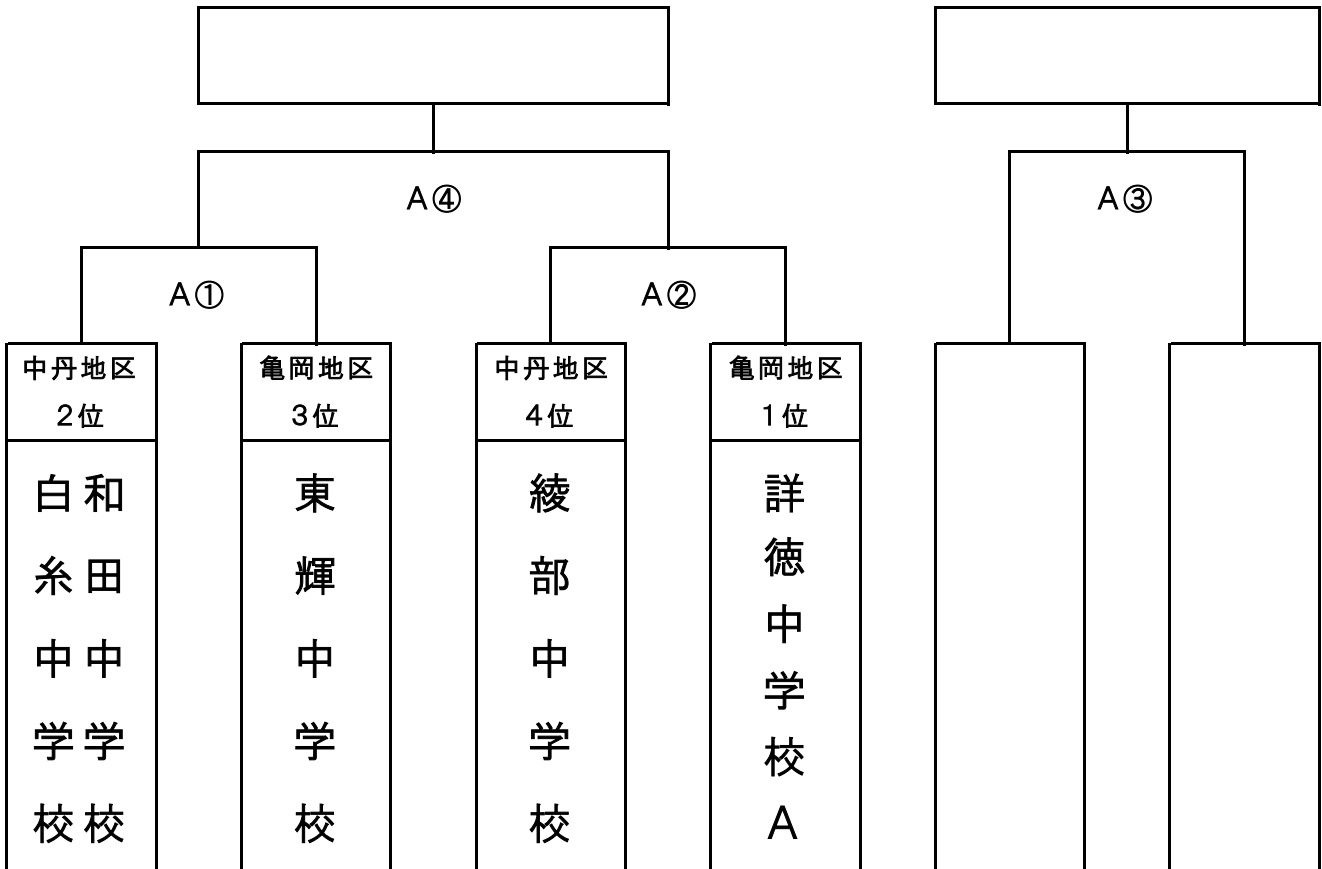 A④
A③
A①
A②
中丹地区
2位
亀岡地区
3位
中丹地区
4位
亀岡地区
1位
和田中学校
白糸中学校
東輝中学校
綾部中学校
詳徳中学校A